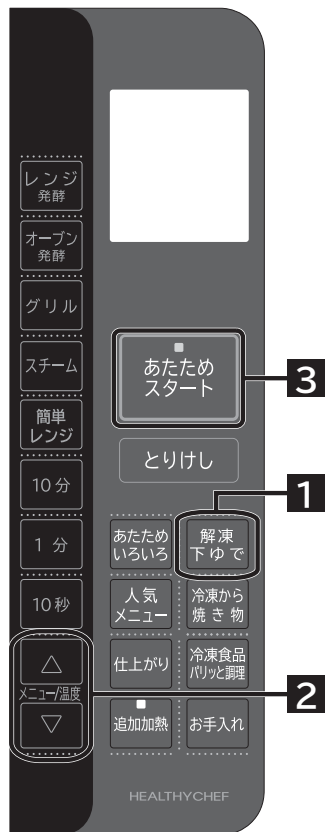 レンジ
発酵
オーブン
発酵
グリル
スチーム
簡単
レンジ
10分
1分
10秒
△
メニュー/温度
▽
あたため
スタート
3
とりけし
1
あたため
いろいろ
解凍
下ゆで
人気
メニュー
冷凍から
焼き物
仕上がり
冷凍食品
パリッと調理
2
追加加熱
お手入れ
HEALTHYCHEF